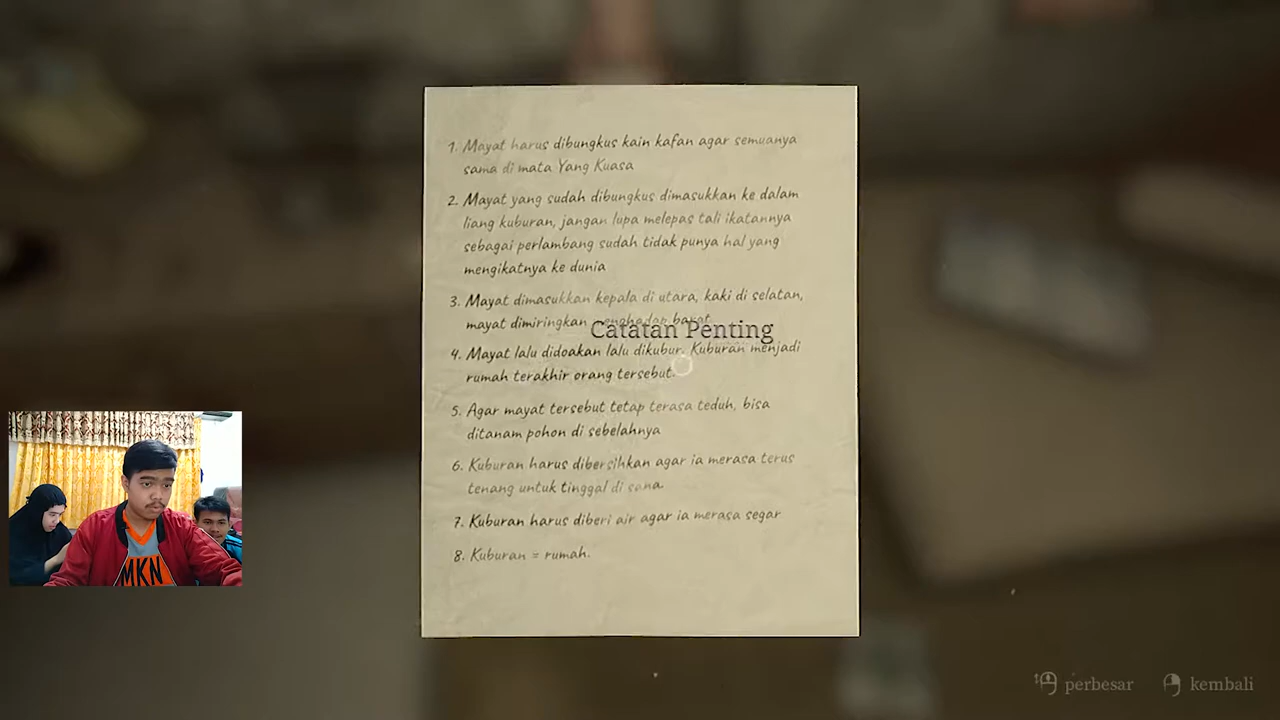 1. Mayat harus dibungkus kain kafan agar semuanya
sama di mata Yang Kuasa
2. Mayat yang sudah dibungkus dimasukkan ke dalam
liang kuburan, jangan lupa melepas tali ikatannya
sebagai perlambang sudah tidak punya hal yang
mengikatnya ke dunia
3. Mayat dimasukkan kepala di utara, kaki di selatan,
mayat dimiringkan menghadap barat.
Catatan Penting
4. Mayat lalu didoakan lalu dikubur. Kuburan menjadi
rumah terakhir orang tersebut.
5. Agar mayat tersebut tetap terasa teduh, bisa
ditanam pohon di sebelahnya
6. Kuburan harus dibersihkan agar ia merasa terus
tenang untuk tinggal di sana.
7. Kuburan harus diberi air agar ia merasa segar
8. Kuburan = rumah.
MKN
perbesar
kembali